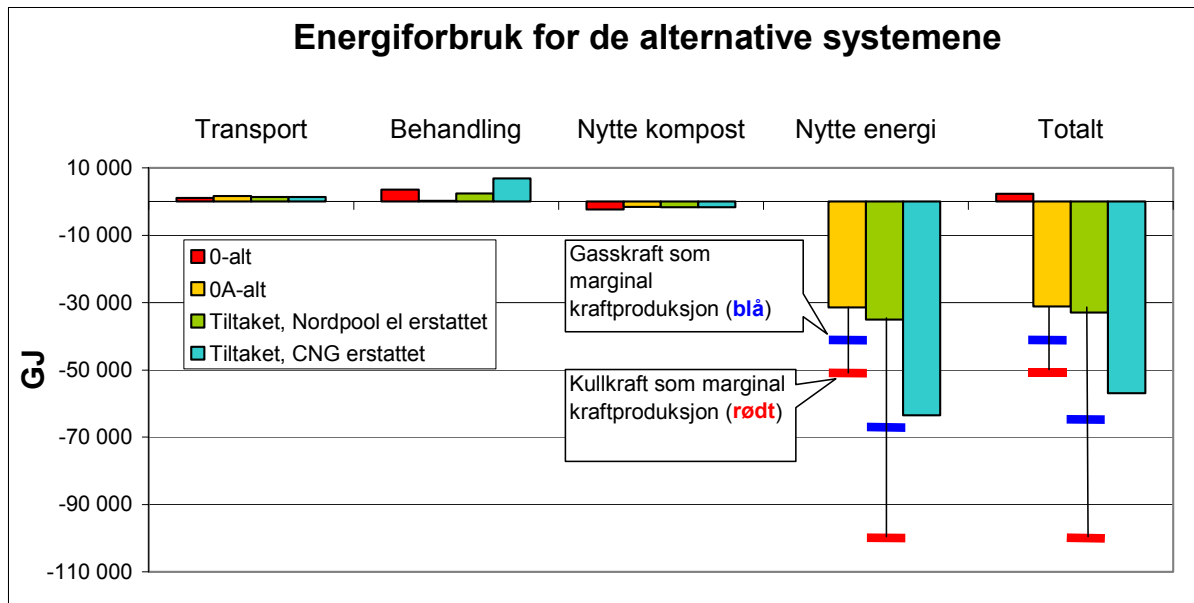 Energiforbruk for de alternative systemene
Transport
Behandling
Nytte kompost
Nytte energi
Totalt
10 000
-10 000
-30 000
-50 000
-70 000
-90 000
-110 000
GJ
0-alt
0A-alt
Tiltaket, Nordpool el erstattet
Tiltaket, CNG erstattet
Gasskraft som
marginal
kraftproduksjon (blå)
Kullkraft som marginal
kraftproduksjon (rødt)